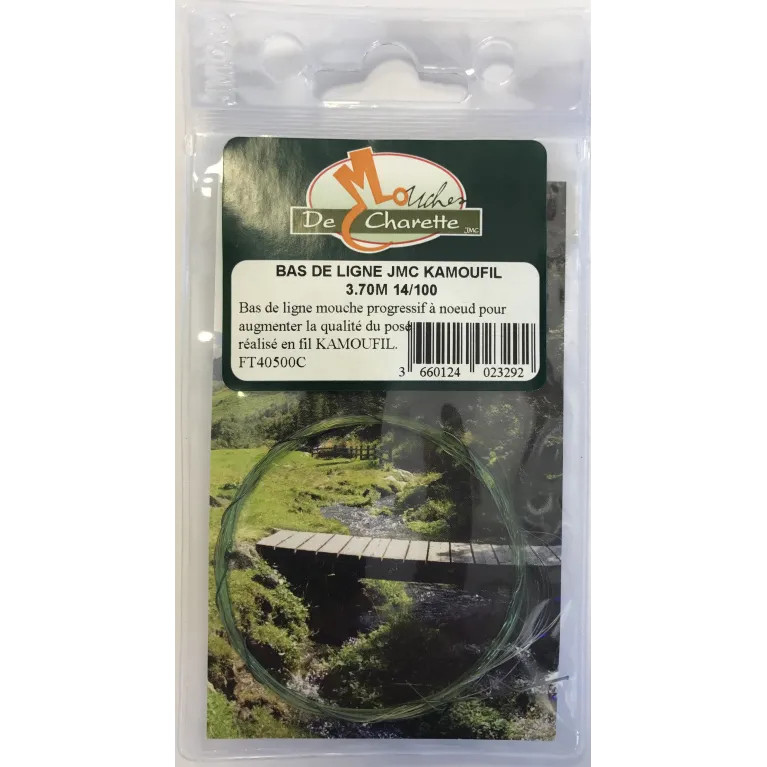 Mouches
De Charette
JMC
BAS DE LIGNE JMC KAMOUFIL
3.70M 14/100
Bas de ligne mouche progressif à noeud pour
augmenter la qualité du posé
réalisé en fil KAMOUFIL.
FT40500C
3 660124 023292